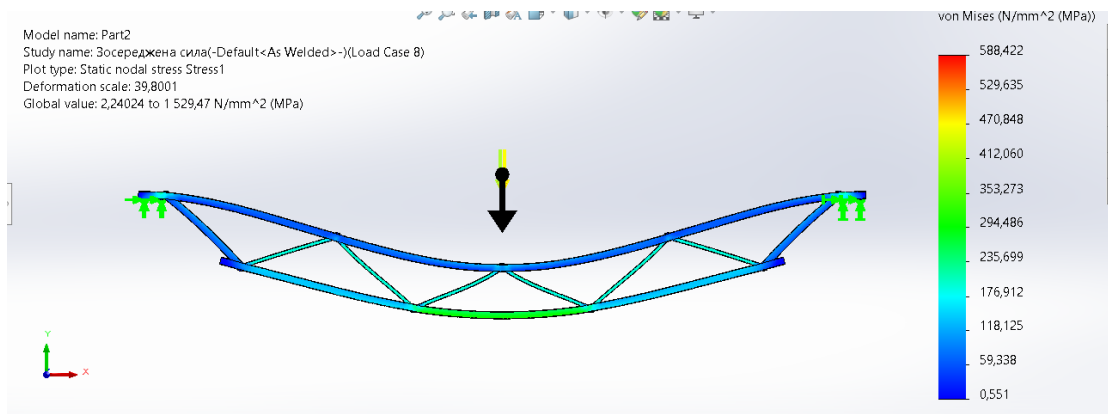 von Mises (N/mm^2 (MPa))
Model name: Part2
Study name: Зосереджена сила(-Default<As Welded>-)(Load Case 8)
Plot type: Static nodal stress Stress1
Deformation scale: 39,8001
Global value: 2,24024 to 1 529,47 N/mm^2 (MPa)
588,422
529,635
470,848
412,060
353,273
294,486
235,699
176,912
118,125
59,338
0,551
Y
X